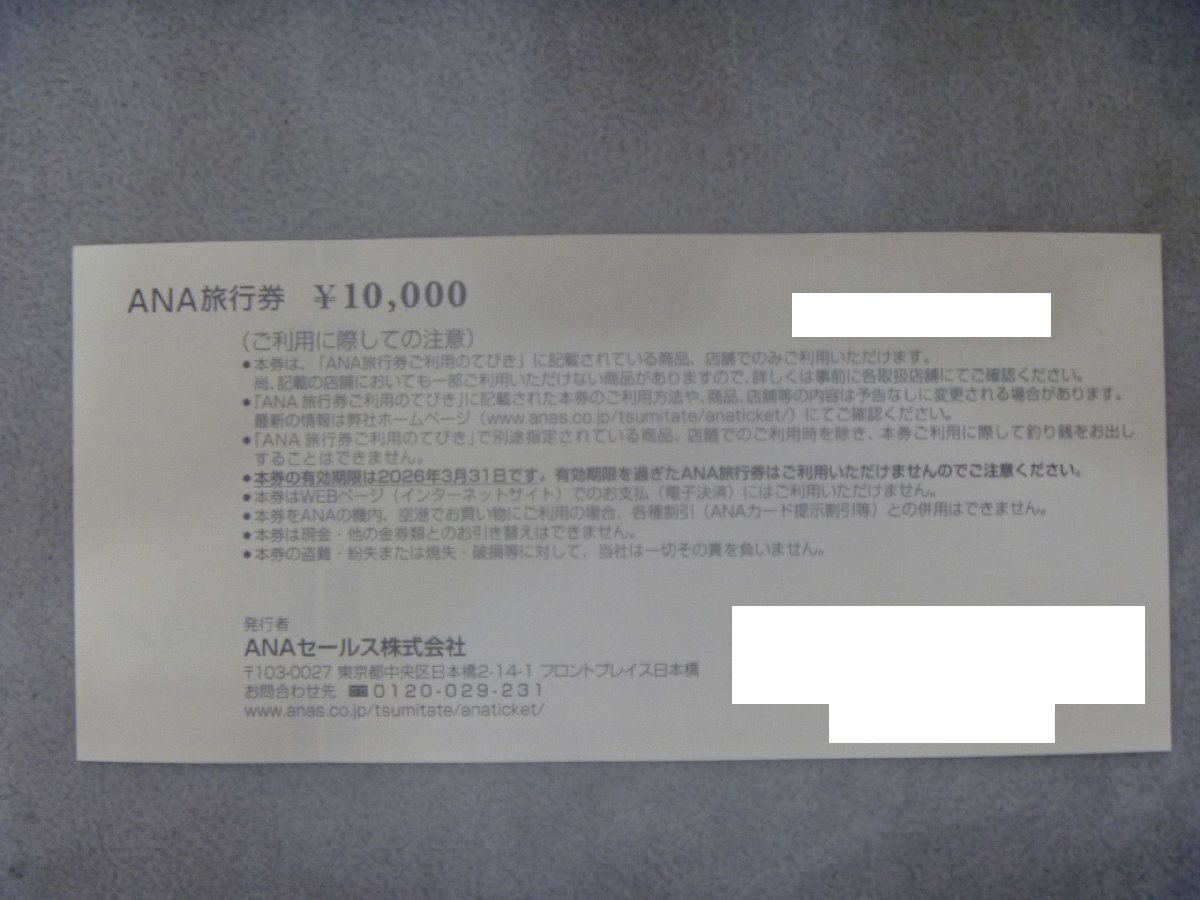 ANA旅行券 ¥10,000
(ご利用に際しての注意)
●本券は、「ANA旅行券ご利用のてびき」に記載されている商品、店舗でのみご利用いただけます。
尚、記載の店舗においても一部ご利用いただけない商品がありますので、詳しくは事前に各取扱店舗にてご確認ください。
●「ANA旅行券ご利用のてびき」に記載された本券のご利用方法や、商品、店舗等の内容は予告なしに変更される場合があります。
最新の情報は弊社ホームページ(www.anas.co.jp/tsumitate/anaticket/)にてご確認ください。
●「ANA旅行券ご利用のてびき」で別途指定されている商品、店舗でのご利用時を除き、本券ご利用に際して釣り銭をお出し
することはできません。
●本券の有効期限は2026年3月31日です。有効期限を過ぎたANA旅行券はご利用いただけませんのでご注意ください。
●本券はWEBページ(インターネットサイト)でのお支払(電子決済)にはご利用いただけません。
●本券をANAの機内、空港でお買い物にご利用の場合、各種割引(ANAカード提示割引等)との併用はできません。
●本券は現金・他の金券類とのお引き替えはできません。
●本券の盗難・紛失または焼失・破損等に対して、当社は一切その責を負いません。
発行者
ANAセールス株式会社
〒103-0027 東京都中央区日本橋2-14-1 フロントプレイス日本橋
お問合わせ先 0120-029-231
www.anas.co.jp/tsumitate/anaticket/